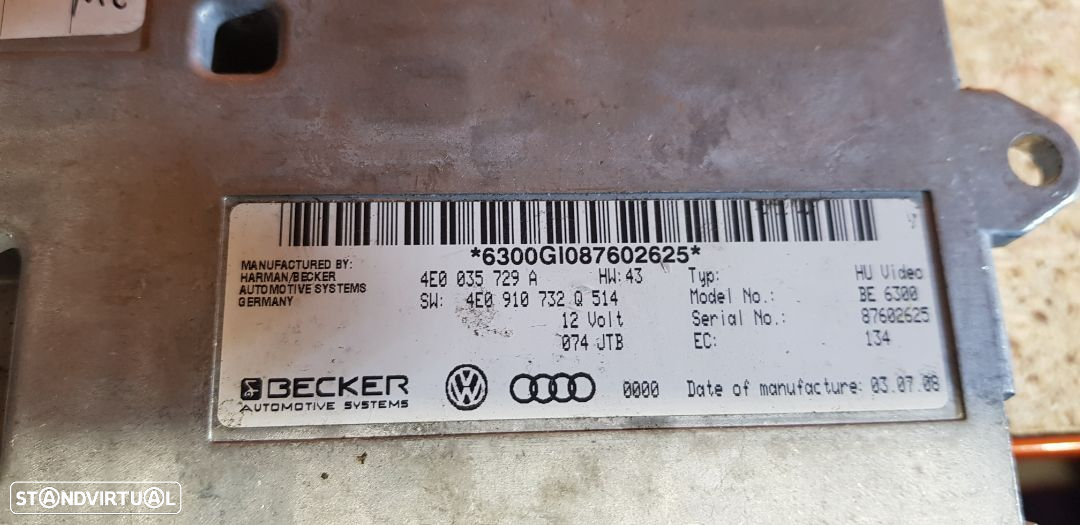 *6300GI087602625*
MANUFACTURED BY:
HARMAN/BECKER
AUTOMOTIVE SYSTEMS
GERMANY
4E0 035 729 A HW: 43
SW: 4E0 910 732 Q 514
12 Volt
074 JTB
Typ: HU Video
Model No.: BE 6300
Serial No.: 87602625
EC: 134
BECKER
AUTOMOTIVE SYSTEMS
0000 Date of manufacture: 03.07.08
STANDVIRTUAL